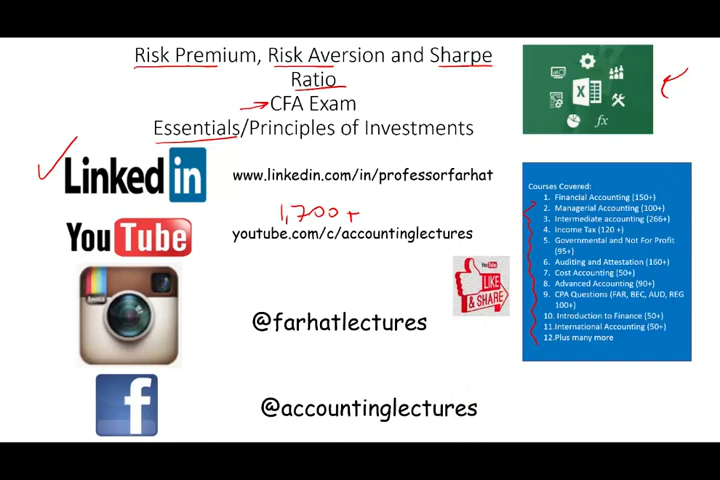 Risk Premium, Risk Aversion and Sharpe
Ratio
CFA Exam
Essentials/Principles of Investments
Linked in
www.linkedin.com/in/professorfarhat
1,700+
YouTube
youtube.com/c/accountinglectures
@farhatlectures
f
@accountinglectures
X
fx
Courses Covered:
1. Financial Accounting (150+)
2. Managerial Accounting (100+)
3. Intermediate accounting (266+)
4. Income Tax (120 +)
5. Governmental and Not For Profit
(95+)
6. Auditing and Attestation (160+)
7. Cost Accounting (50+)
8. Advanced Accounting (90+)
9. CPA Questions (FAR, BEC, AUD, REG
100+)
10. Introduction to Finance (50+)
11.International Accounting (50+)
12.Plus many more
YouTube
LIKE
& SHARE